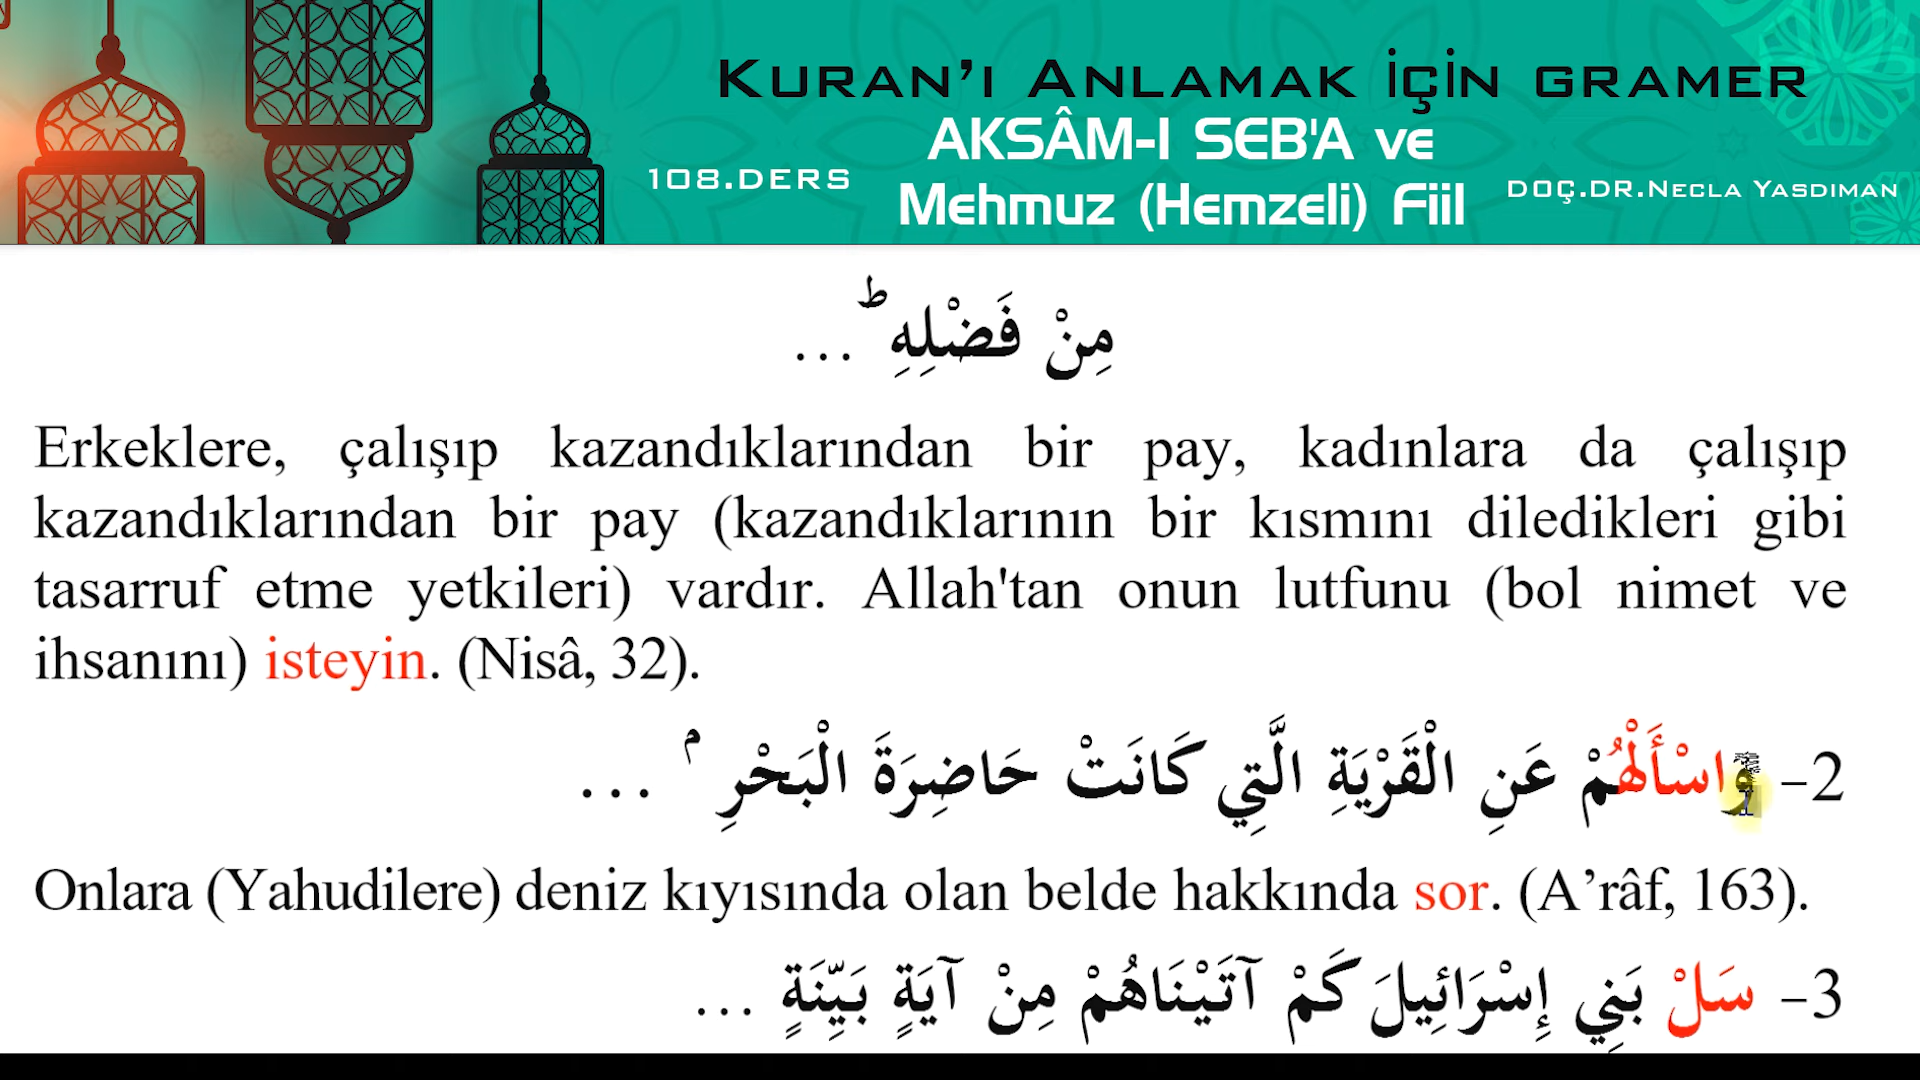 KURAN’I ANLAMAK İÇİN GRAMER
AKSÂM-I SEB'A ve
108.DERS
Mehmuz (Hemzeli) Fiil
DOÇ.DR.NECLA YASDIMAN
مِنْ فَضْلِهِ ۜط ...
Erkeklere, çalışıp kazandıklarından bir pay, kadınlara da çalışıp
kazandıklarından bir pay (kazandıklarının bir kısmını diledikleri gibi
tasarruf etme yetkileri) vardır. Allah'tan onun lutfunu (bol nimet ve
ihsanını) isteyin. (Nisâ, 32).
2- وَاسْأَلْهُمْ عَنِ الْقَرْيَةِ الَّتِي كَانَتْ حَاضِرَةَ الْبَحْرِ م ...
Onlara (Yahudilere) deniz kıyısında olan belde hakkında sor. (A’râf, 163).
3- سَلْ بَنِي إِسْرَائِيلَ كَمْ آتَيْنَاهُمْ مِنْ آيَةٍ بَيِّنَةٍ ...